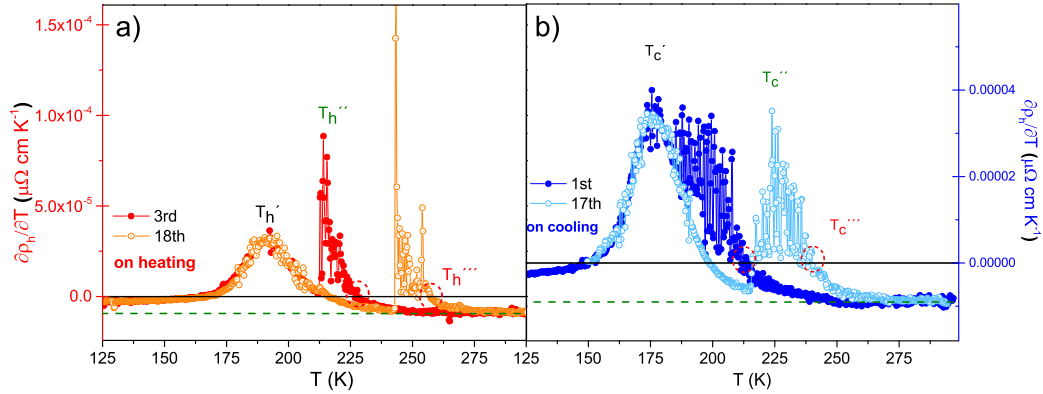 a)
∂ρh/∂T (μΩ cm K⁻¹)
1.5x10⁻⁴
1.0x10⁻⁴
5.0x10⁻⁵
0.0
Th´
Th´´
Th´´´
3rd
18th
on heating
125 150 175 200 225 250 275 300
T (K)
b)
Tc´
Tc´´
Tc´´´
1st
17th
on cooling
0.00004
0.00002
0.00000
∂ρh/∂T (μΩ cm K⁻¹)
125 150 175 200 225 250 275
T (K)